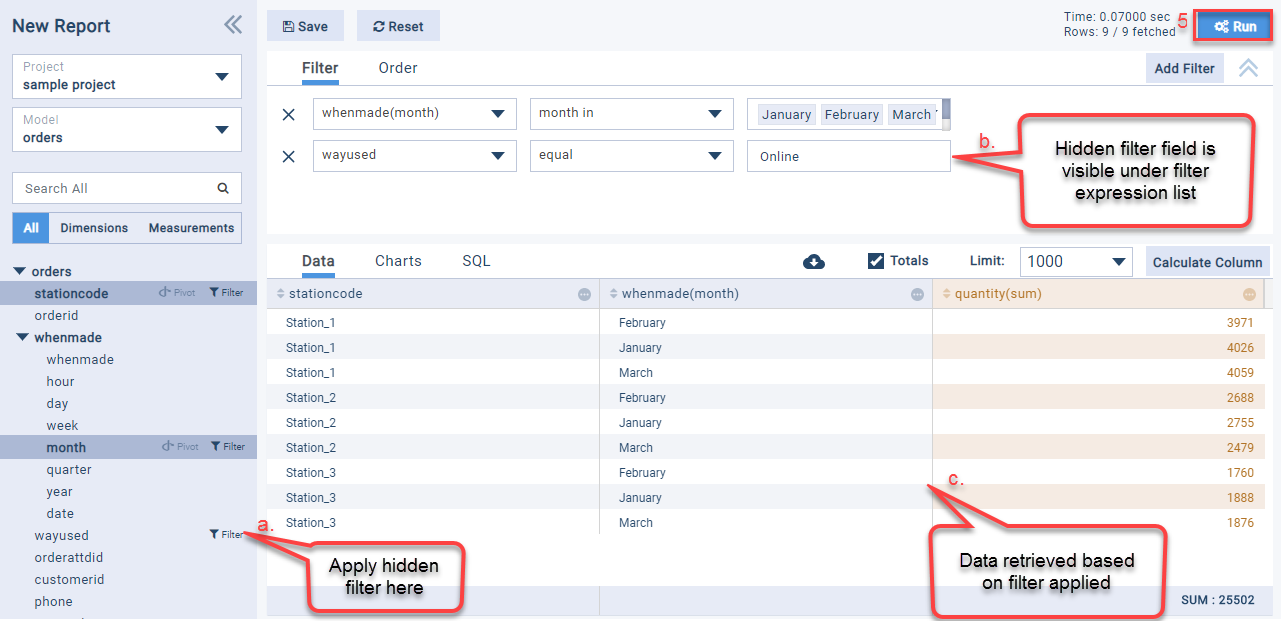 New Report
Project
sample project
Model
orders
Search All
All Dimensions Measurements
orders
stationcode Pivot Filter
orderid
whenmade
whenmade
hour
day
week
month Pivot Filter
quarter
year
date
wayused Filter
orderattdid
customerid
phone
a.
Apply hidden
filter here
Save Reset
Time: 0.07000 sec
Rows: 9 / 9 fetched
5
Run
Filter Order
Add Filter
whenmade(month) month in January February March
wayused equal Online
b.
Hidden filter field is
visible under filter
expression list
Data Charts SQL
Totals Limit: 1000 Calculate Column
stationcode whenmade(month) quantity(sum)
Station_1 February 3971
Station_1 January 4026
Station_1 March 4059
Station_2 February 2688
Station_2 January 2755
Station_2 March 2479
Station_3 February 1760
Station_3 January 1888
Station_3 March 1876
c.
Data retrieved based
on filter applied
SUM : 25502